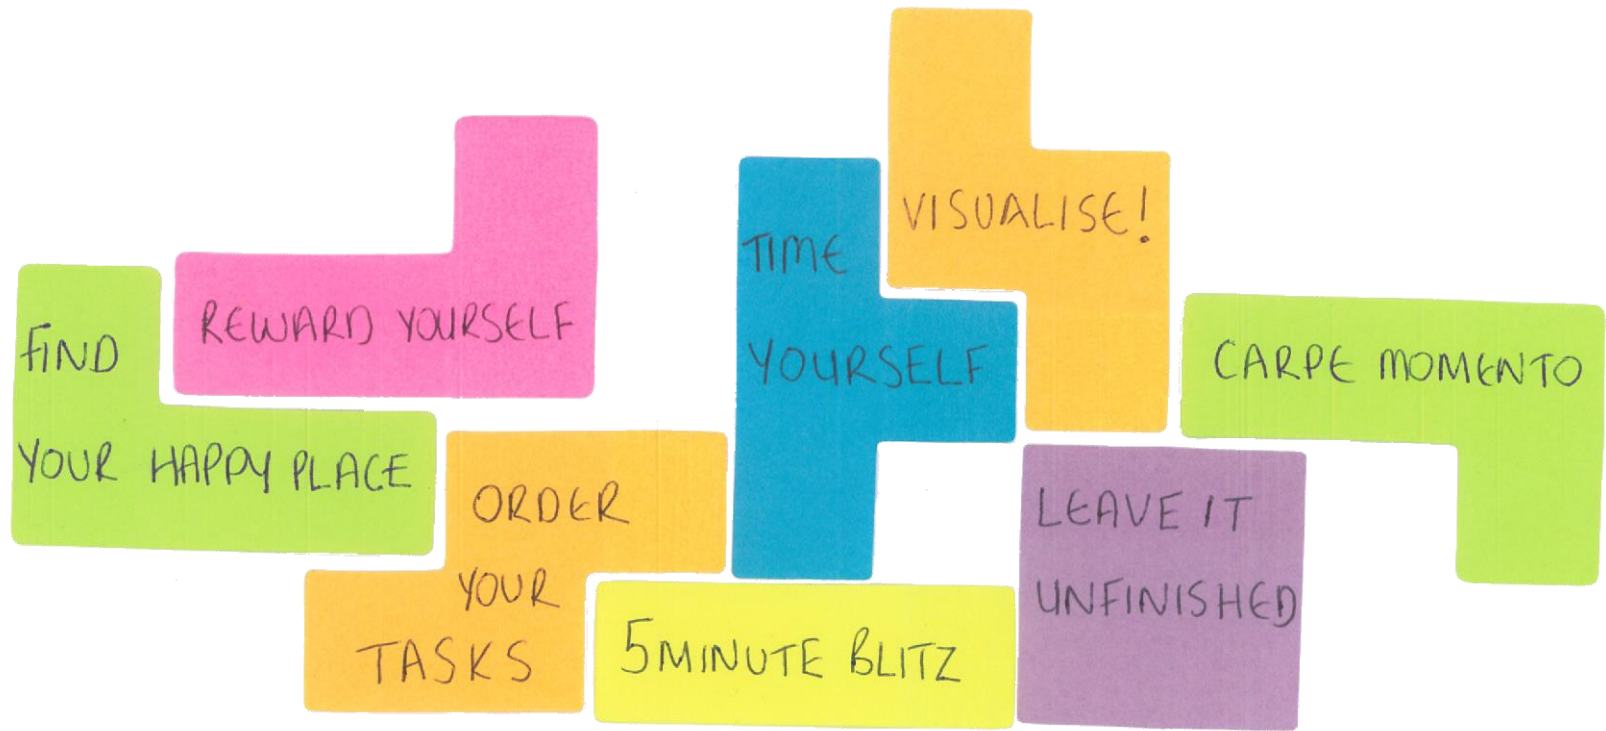 FIND
YOUR HAPPY PLACE
REWARD YOURSELF
ORDER
YOUR
TASKS
TIME
YOURSELF
5 MINUTE BLITZ
VISUALISE!
LEAVE IT
UNFINISHED
CARPE MOMENTO